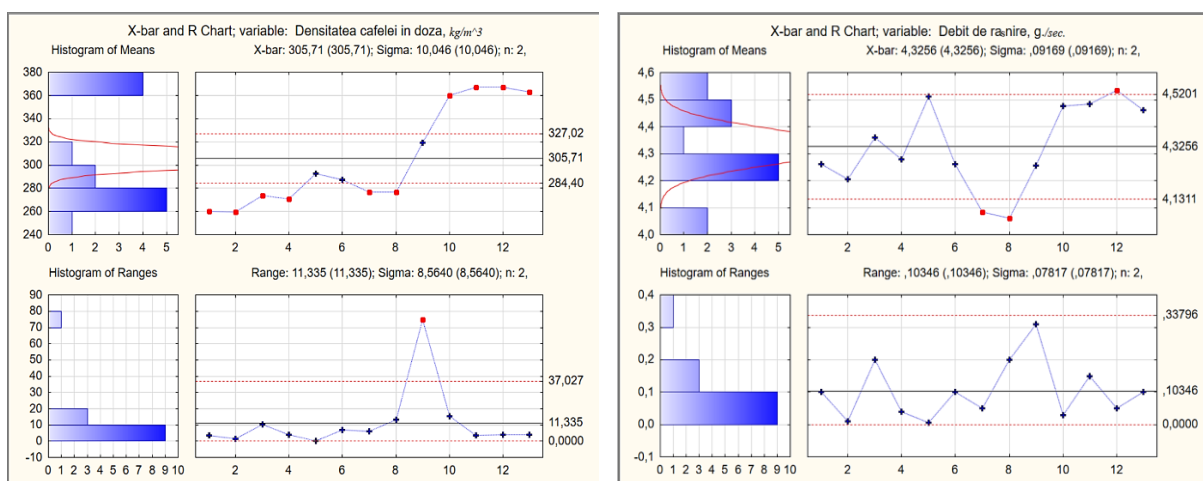 X-bar and R Chart; variable: Densitatea cafelei in doza, kg/m^3
Histogram of Means
X-bar: 305,71 (305,71); Sigma: 10,046 (10,046); n: 2,
380
360
340
320
300
280
260
240
327,02
305,71
284,40
0 1 2 3 4 5
2 4 6 8 10 12
Histogram of Ranges
Range: 11,335 (11,335); Sigma: 8,5640 (8,5640); n: 2,
90
80
70
60
50
40
30
20
10
0
-10
37,027
11,335
0,0000
0 1 2 3 4 5 6 7 8 9 10
2 4 6 8 10 12
X-bar and R Chart; variable: Debit de rasnire, g./sec.
Histogram of Means
X-bar: 4,3256 (4,3256); Sigma: ,09169 (,09169); n: 2,
4,6
4,5
4,4
4,3
4,2
4,1
4,0
4,5201
4,3256
4,1311
0 1 2 3 4 5
2 4 6 8 10 12
Histogram of Ranges
Range: ,10346 (,10346); Sigma: ,07817 (,07817); n: 2,
0,4
0,3
0,2
0,1
0,0
-0,1
,33796
,10346
0,0000
0 1 2 3 4 5 6 7 8 9 10
2 4 6 8 10 12